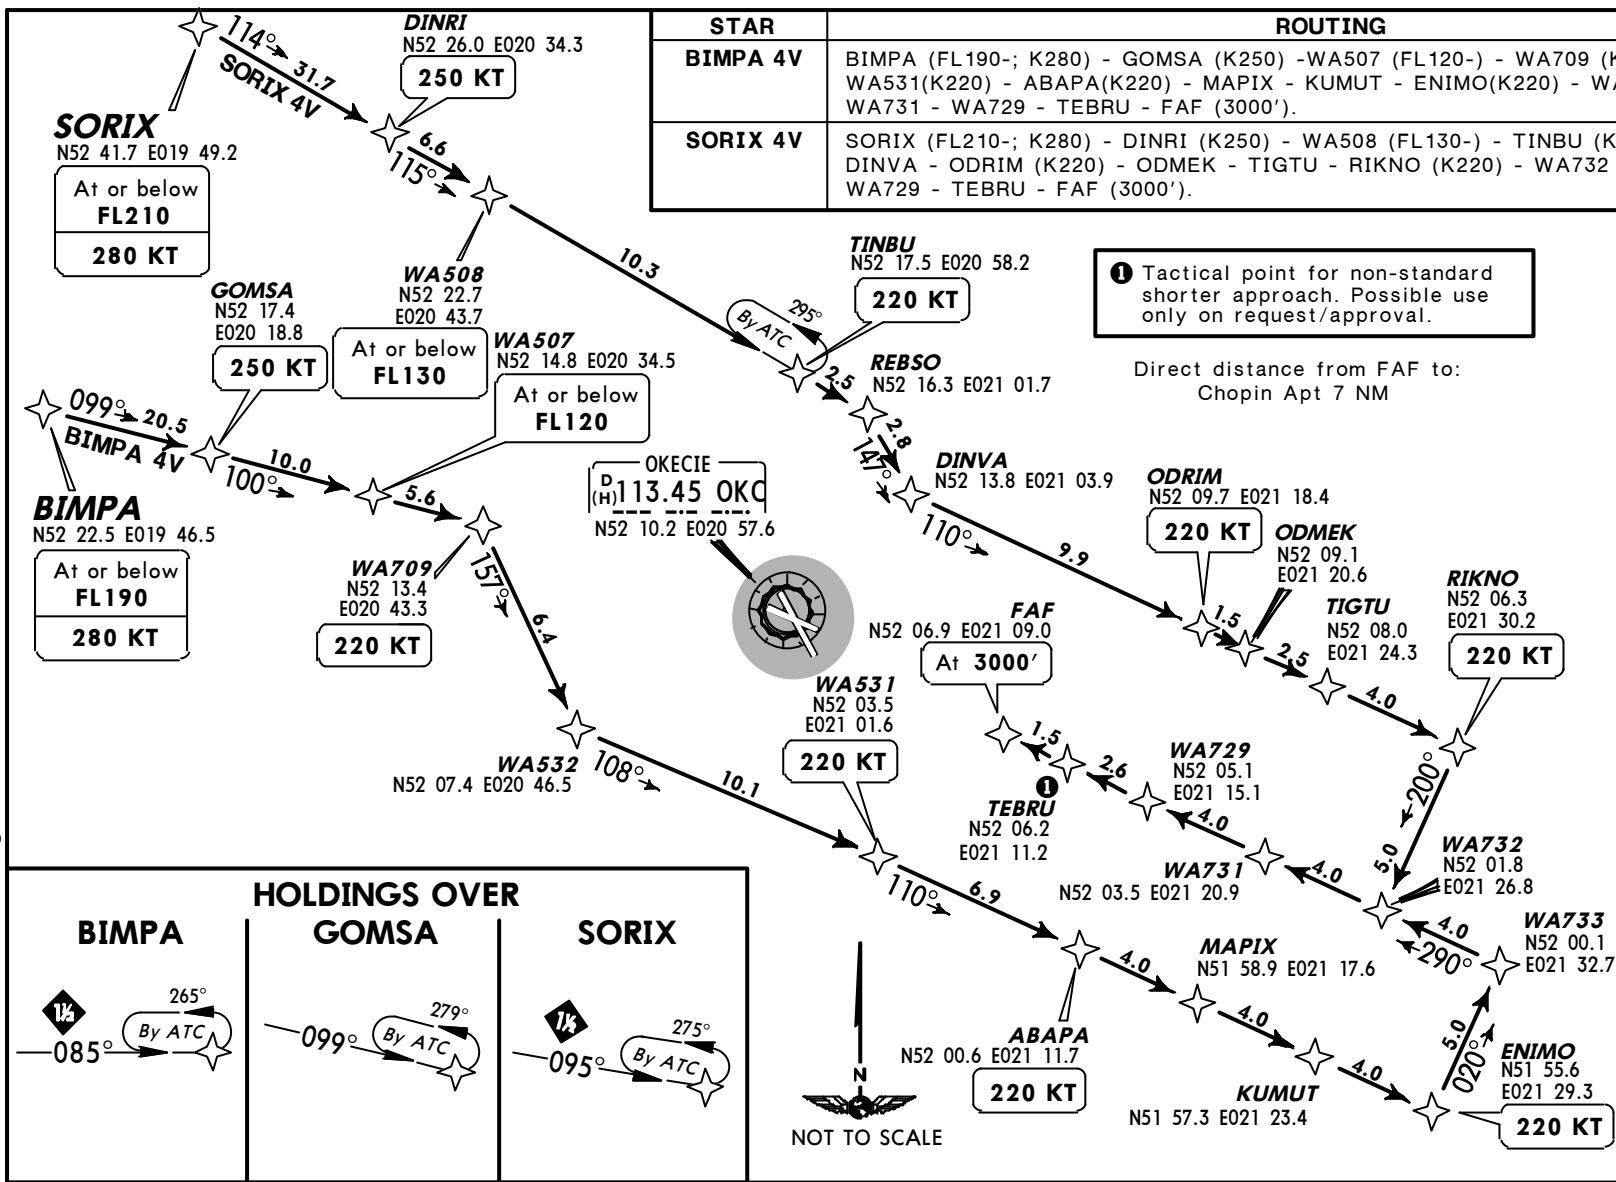 STAR
ROUTING
BIMPA 4V
BIMPA (FL190-; K280) - GOMSA (K250) -WA507 (FL120-) - WA709 (K
WA531(K220) - ABAPA(K220) - MAPIX - KUMUT - ENIMO(K220) - WA
WA731 - WA729 - TEBRU - FAF (3000').
SORIX 4V
SORIX (FL210-; K280) - DINRI (K250) - WA508 (FL130-) - TINBU (K
DINVA - ODRIM (K220) - ODMEK - TIGTU - RIKNO (K220) - WA732
WA729 - TEBRU - FAF (3000').
114°
31.7
SORIX 4V
DINRI
N52 26.0 E020 34.3
250 KT
SORIX
N52 41.7 E019 49.2
At or below
FL210
280 KT
6.6
115°
WA508
N52 22.7
E020 43.7
At or below
FL130
10.3
TINBU
N52 17.5 E020 58.2
220 KT
By ATC
295°
❶ Tactical point for non-standard
shorter approach. Possible use
only on request/approval.
Direct distance from FAF to:
Chopin Apt 7 NM
GOMSA
N52 17.4
E020 18.8
250 KT
WA507
N52 14.8 E020 34.5
At or below
FL120
099°
20.5
BIMPA 4V
10.0
100°
5.6
BIMPA
N52 22.5 E019 46.5
At or below
FL190
280 KT
WA709
N52 13.4
E020 43.3
220 KT
157°
6.4
OKECIE
D
(H)
113.45 OKC
N52 10.2 E020 57.6
2.5
REBSO
N52 16.3 E021 01.7
2.8
147°
DINVA
N52 13.8 E021 03.9
110°
9.9
ODRIM
N52 09.7 E021 18.4
220 KT
ODMEK
N52 09.1
E021 20.6
1.5
TIGTU
N52 08.0
E021 24.3
2.5
RIKNO
N52 06.3
E021 30.2
220 KT
4.0
FAF
N52 06.9 E021 09.0
At 3000'
1.5
❶
TEBRU
N52 06.2
E021 11.2
2.6
WA729
N52 05.1
E021 15.1
4.0
WA731
N52 03.5 E021 20.9
4.0
200°
5.0
WA732
N52 01.8
E021 26.8
4.0
290°
WA733
N52 00.1
E021 32.7
WA532
N52 07.4 E020 46.5
108°
10.1
WA531
N52 03.5
E021 01.6
220 KT
110°
6.9
ABAPA
N52 00.6 E021 11.7
220 KT
4.0
MAPIX
N51 58.9 E021 17.6
4.0
KUMUT
N51 57.3 E021 23.4
4.0
5.0
020°
ENIMO
N51 55.6
E021 29.3
220 KT
HOLDINGS OVER
BIMPA
1½
265°
By ATC
085°
GOMSA
279°
By ATC
099°
SORIX
1½
275°
By ATC
095°
N
NOT TO SCALE